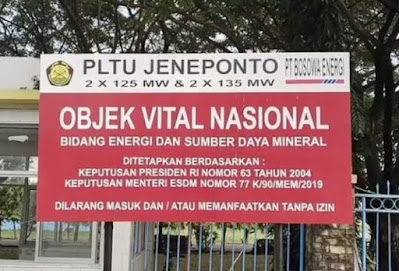 PLTU JENEPONTO
2 X 125 MW & 2 X 135 MW
PT BOSOWA ENERGI
OBJEK VITAL NASIONAL
BIDANG ENERGI DAN SUMBER DAYA MINERAL
DITETAPKAN BERDASARKAN :
KEPUTUSAN PRESIDEN RI NOMOR 63 TAHUN 2004
KEPUTUSAN MENTERI ESDM NOMOR 77 K/90/MEM/2019
DILARANG MASUK DAN / ATAU MEMANFAATKAN TANPA IZIN